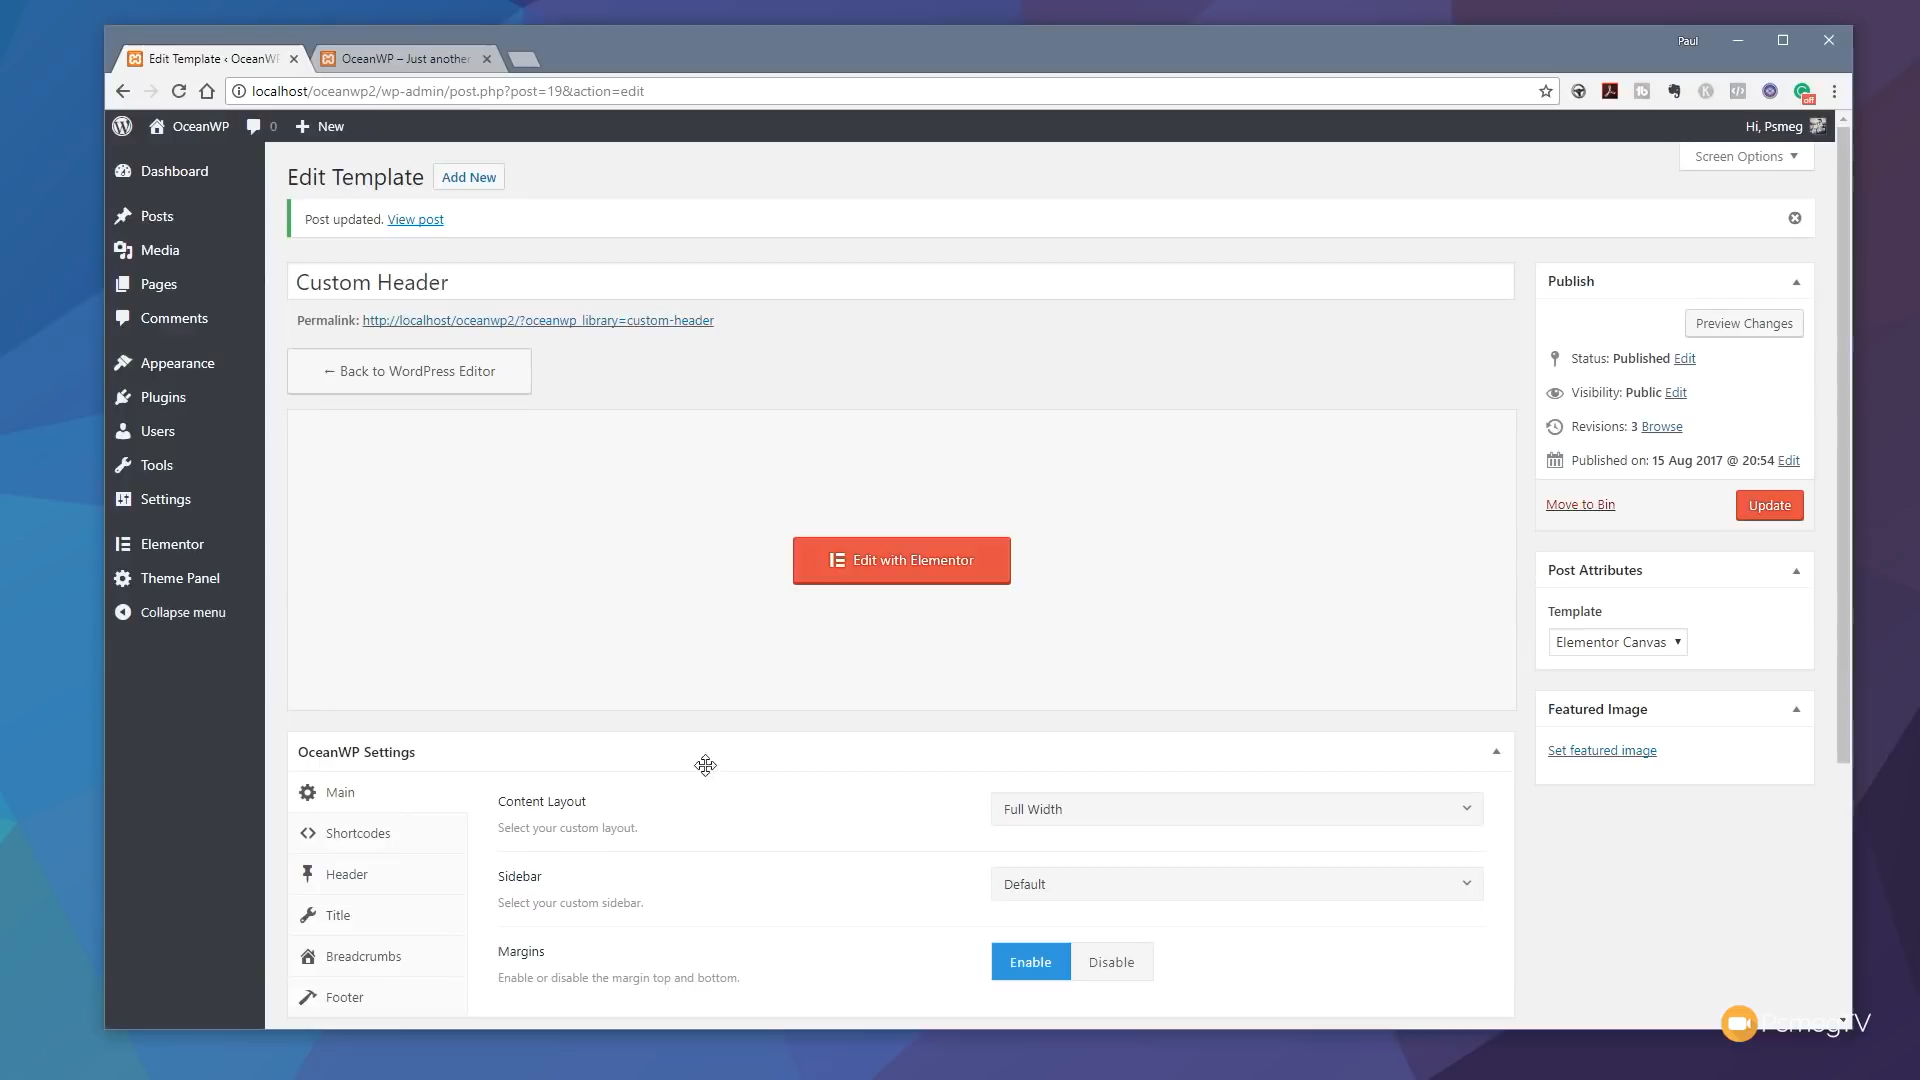 Paul
Edit Template ‹ OceanWP
OceanWP – Just another
localhost/oceanwp2/wp-admin/post.php?post=19&action=edit
off
OceanWP 0 New
Hi, Psmeg
Screen Options
Dashboard
Posts
Media
Pages
Comments
Appearance
Plugins
Users
Tools
Settings
Elementor
Theme Panel
Collapse menu
Edit Template Add New
Post updated. View post
Custom Header
Permalink: http://localhost/oceanwp2/?oceanwp_library=custom-header
← Back to WordPress Editor
Edit with Elementor
OceanWP Settings
Main
Shortcodes
Header
Title
Breadcrumbs
Footer
Content Layout
Select your custom layout.
Full Width
Sidebar
Select your custom sidebar.
Default
Margins
Enable or disable the margin top and bottom.
Enable Disable
Publish
Preview Changes
Status: Published Edit
Visibility: Public Edit
Revisions: 3 Browse
Published on: 15 Aug 2017 @ 20:54 Edit
Move to Bin
Update
Post Attributes
Template
Elementor Canvas
Featured Image
Set featured image
PsmegTV